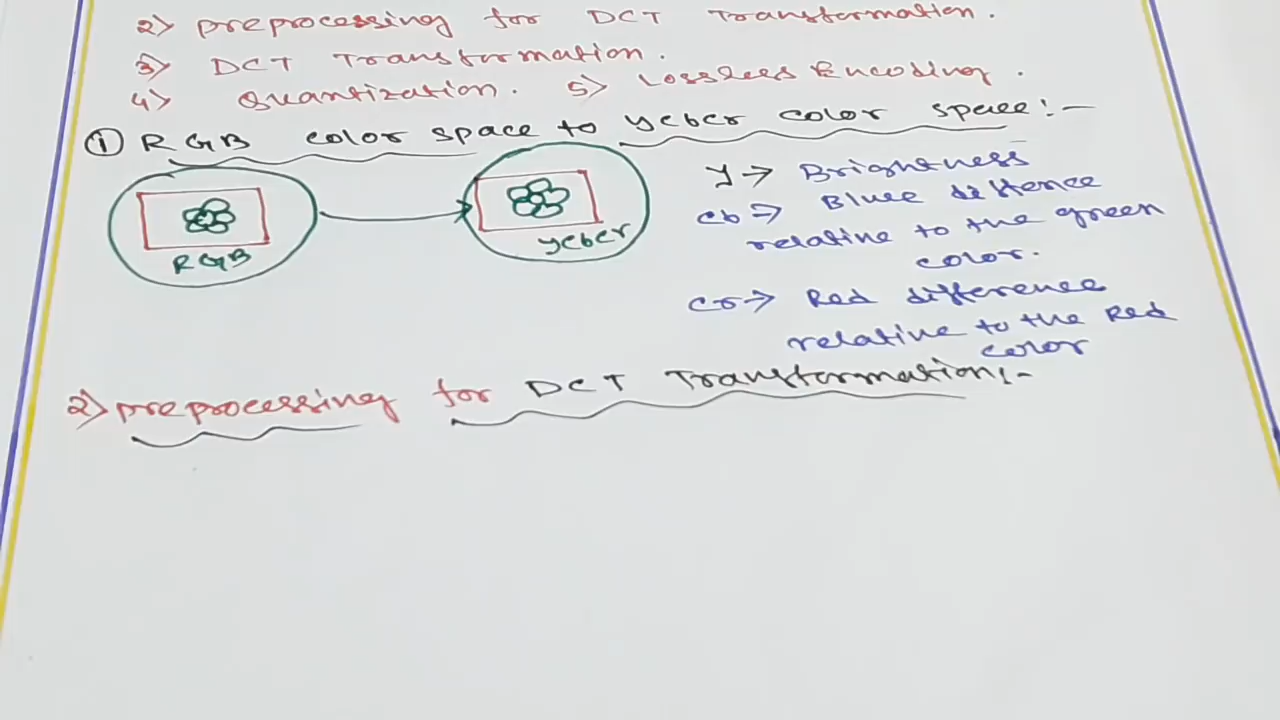 2) preprocessing for DCT Transformation.
3) DCT Transformation.
4) Quantization. 5) Lossless Encoding.
① RGB color space to ycbcr color space:-
RGB
ycbcr
y → Brightness
cb → Bluee diffence
relative to the green
color.
cr → Red difference
relative to the Red
color
2) preprocessing for DCT Transformation:-